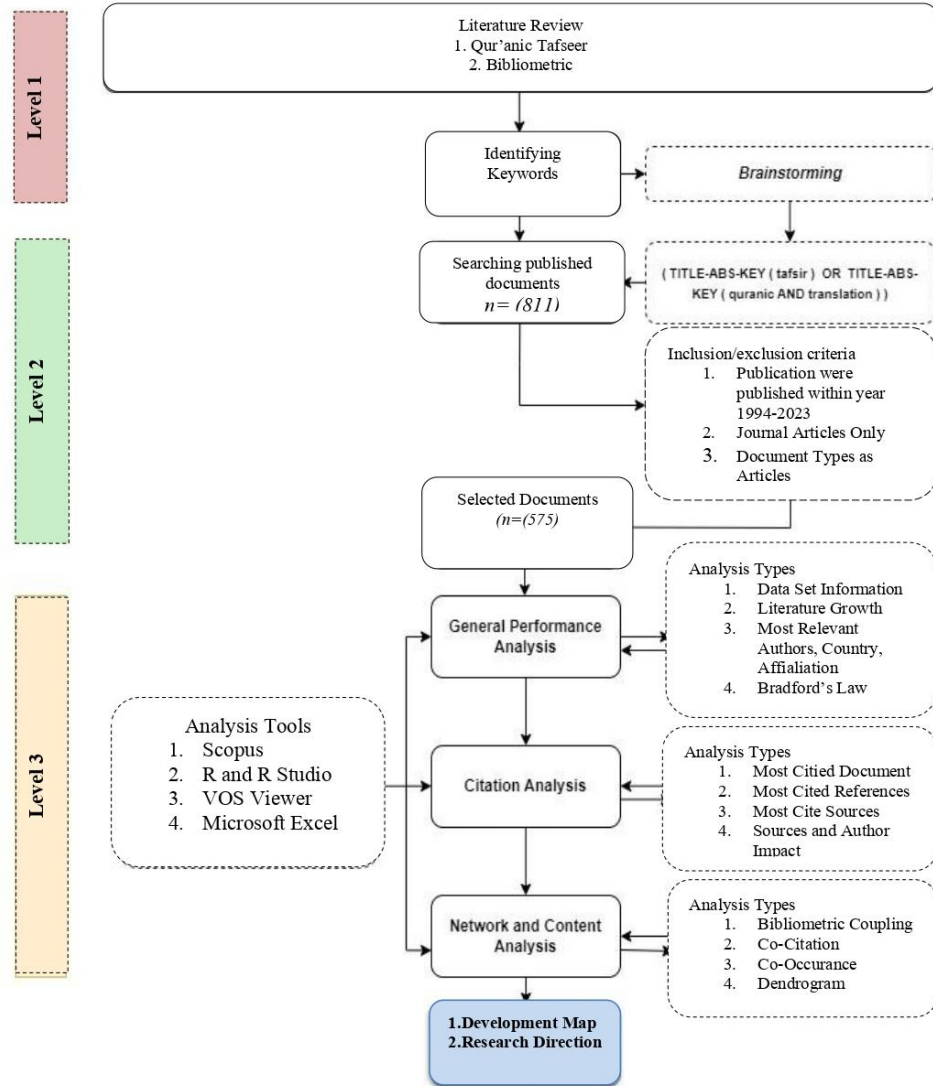 Level 1
Literature Review
1. Qur’anic Tafseer
2. Bibliometric
Identifying
Keywords
Brainstorming
Level 2
Searching published
documents
n= (811)
( TITLE-ABS-KEY ( tafsir ) OR TITLE-ABS-
KEY ( quranic AND translation ) )
Inclusion/exclusion criteria
1. Publication were
published within year
1994-2023
2. Journal Articles Only
3. Document Types as
Articles
Selected Documents
(n=(575)
Level 3
General Performance
Analysis
Analysis Types
1. Data Set Information
2. Literature Growth
3. Most Relevant
Authors, Country,
Affialiation
4. Bradford’s Law
Analysis Tools
1. Scopus
2. R and R Studio
3. VOS Viewer
4. Microsoft Excel
Citation Analysis
Analysis Types
1. Most Citied Document
2. Most Cited References
3. Most Cite Sources
4. Sources and Author
Impact
Network and Content
Analysis
Analysis Types
1. Bibliometric Coupling
2. Co-Citation
3. Co-Occurance
4. Dendrogram
1.Development Map
2.Research Direction